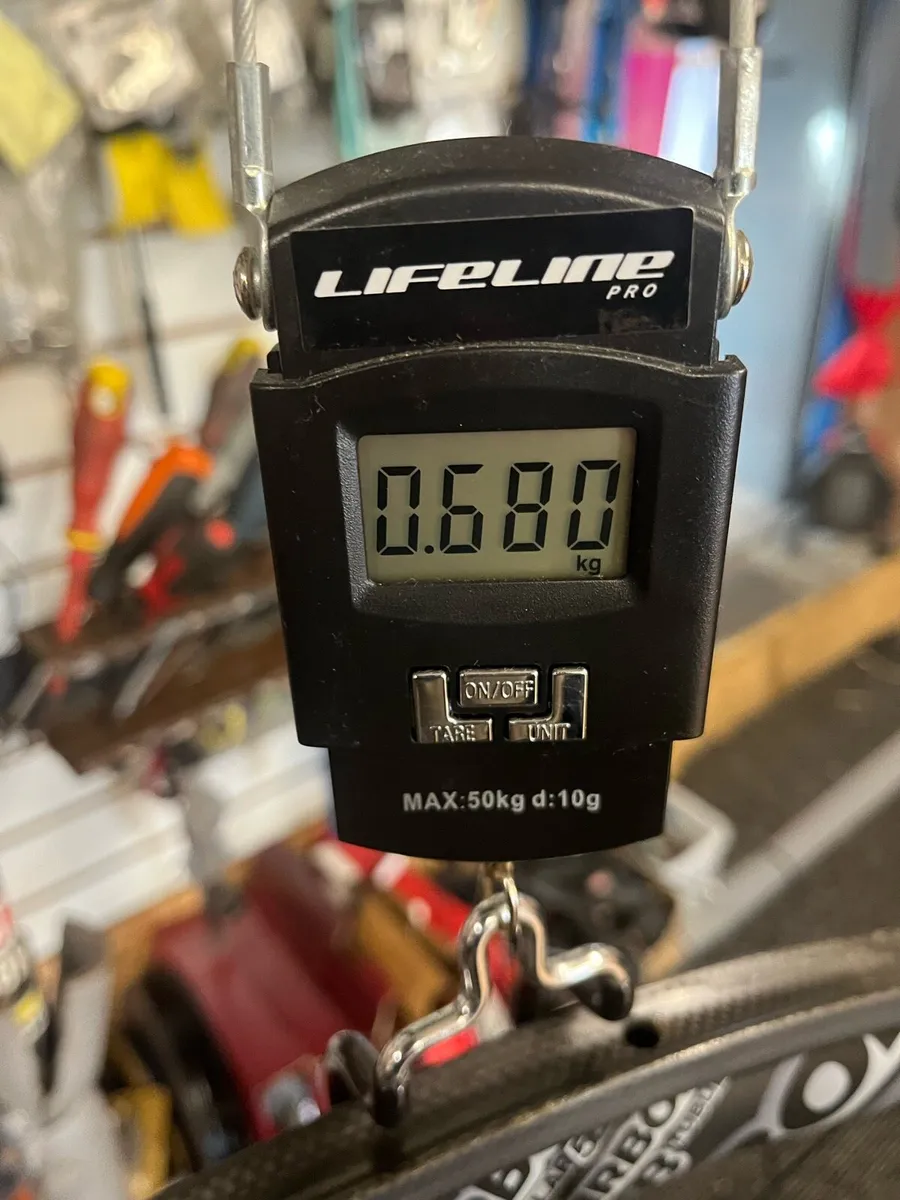 LIFELINE
PRO
0.680
kg
ON/OFF
TARE UNIT
MAX:50kg d:10g